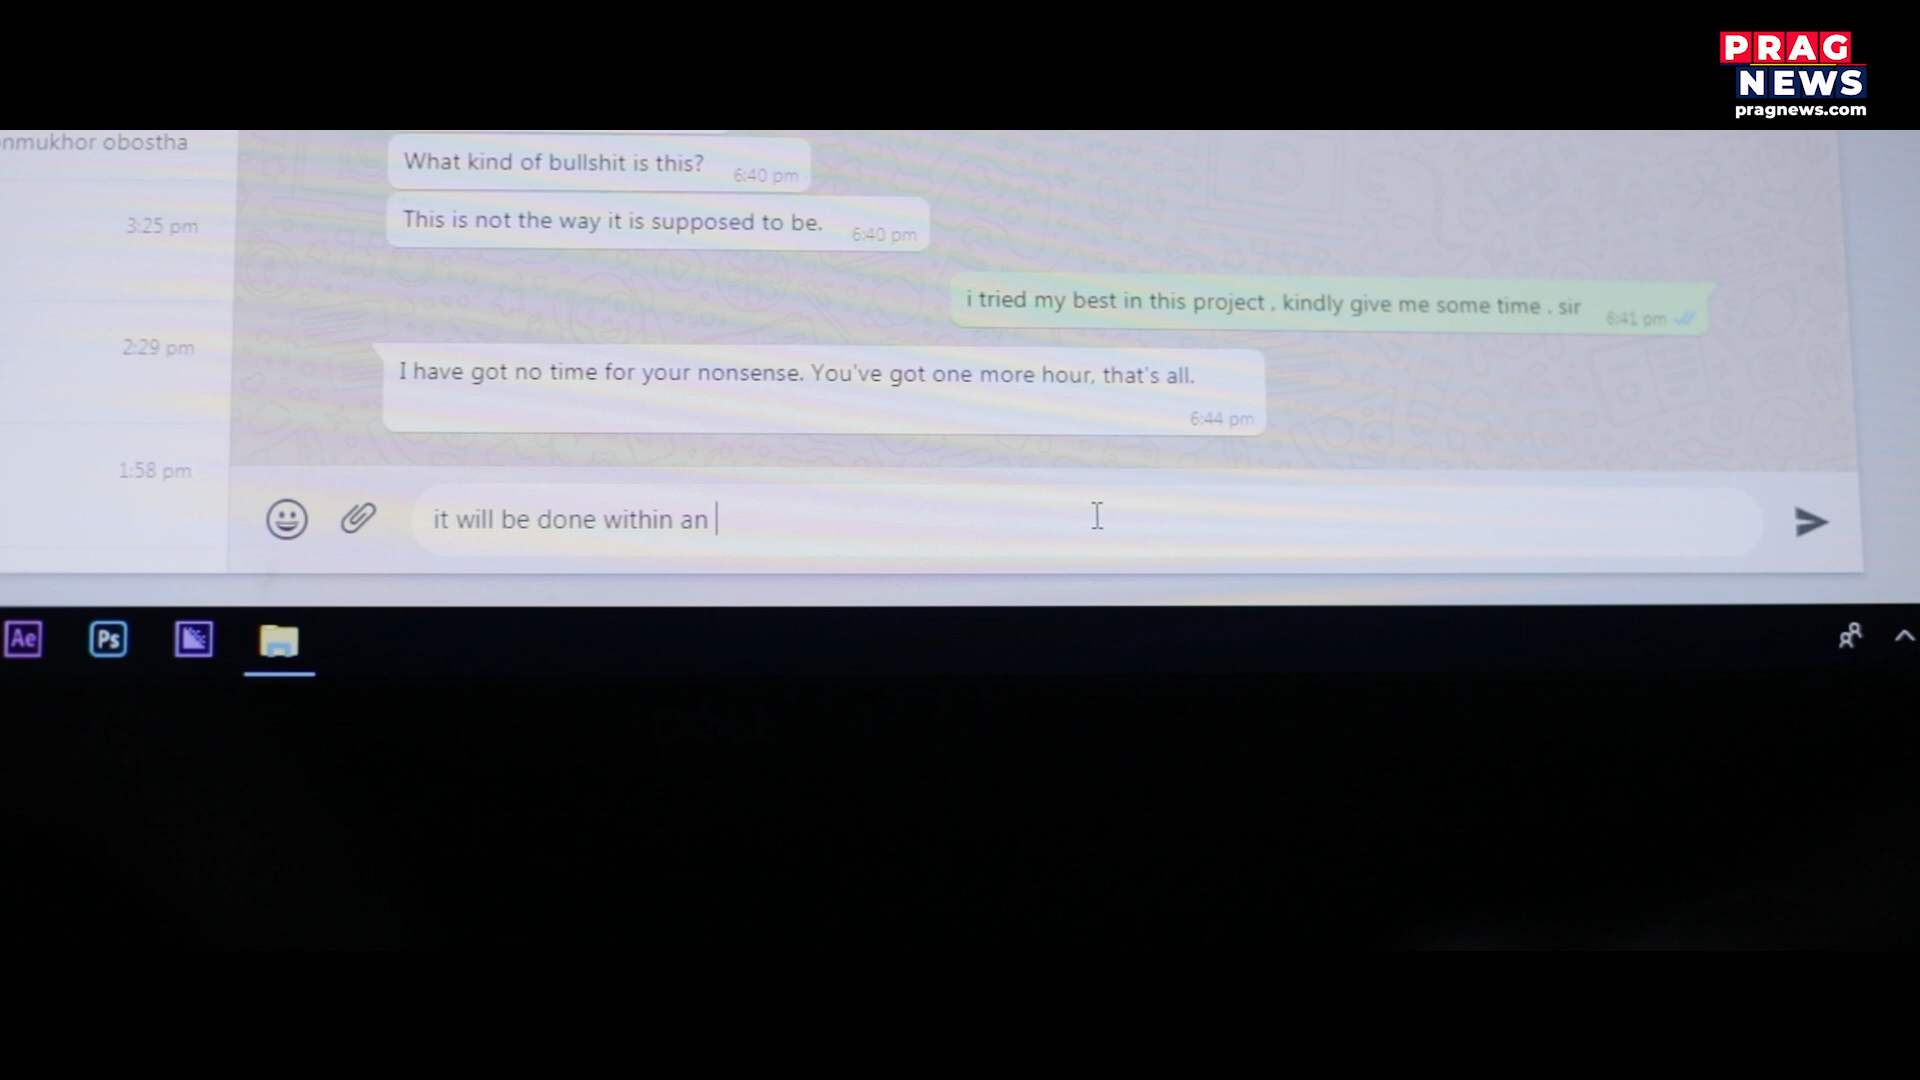 PRAG
NEWS
pragnews.com
nmukhor obostha
What kind of bullshit is this?
6:40 pm
This is not the way it is supposed to be.
6:40 pm
3:25 pm
i tried my best in this project . kindly give me some time . sir
6:41 pm
2:29 pm
I have got no time for your nonsense. You've got one more hour, that's all.
6:44 pm
1:58 pm
it will be done within an
Ae
Ps